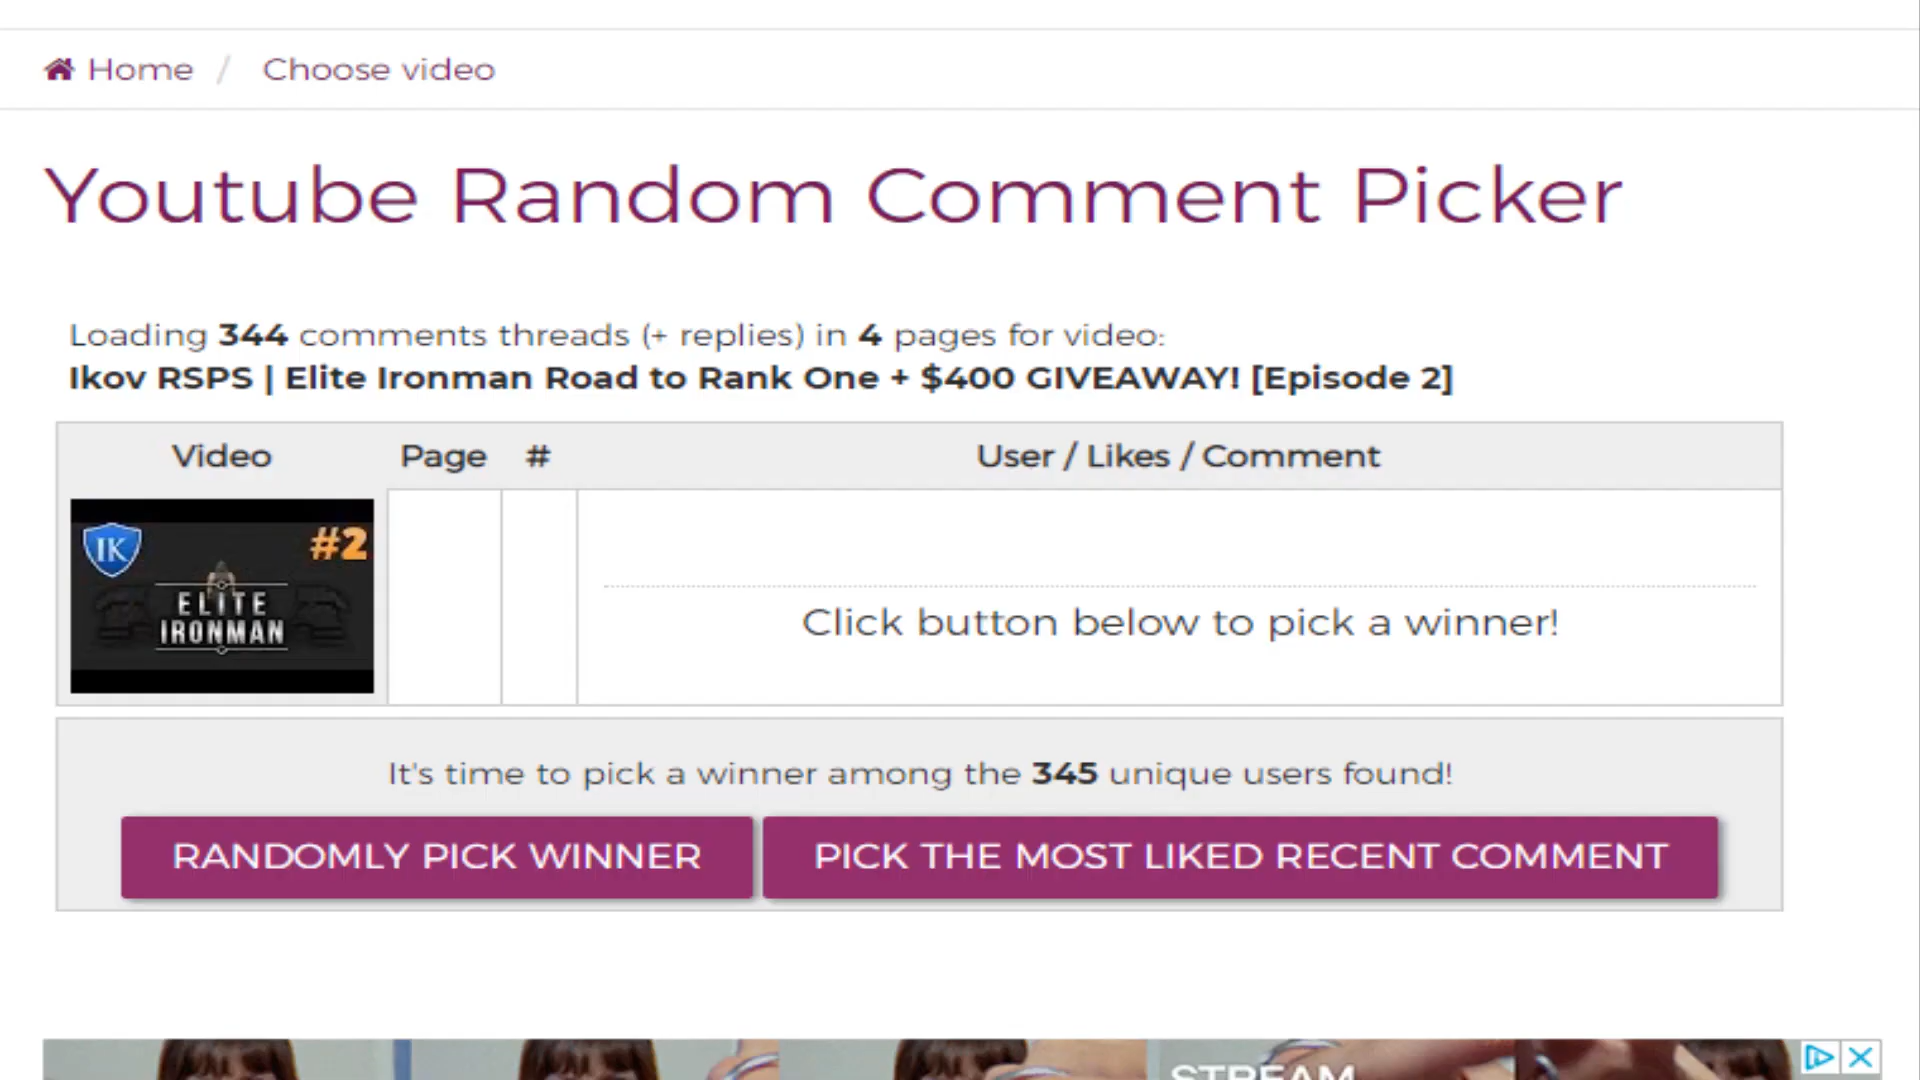 Home / Choose video
Youtube Random Comment Picker
Loading 344 comments threads (+ replies) in 4 pages for video:
Ikov RSPS | Elite Ironman Road to Rank One + $400 GIVEAWAY! [Episode 2]
Video Page # User / Likes / Comment
IK #2
ELITE
IRONMAN
Click button below to pick a winner!
It's time to pick a winner among the 345 unique users found!
RANDOMLY PICK WINNER PICK THE MOST LIKED RECENT COMMENT
STREAM